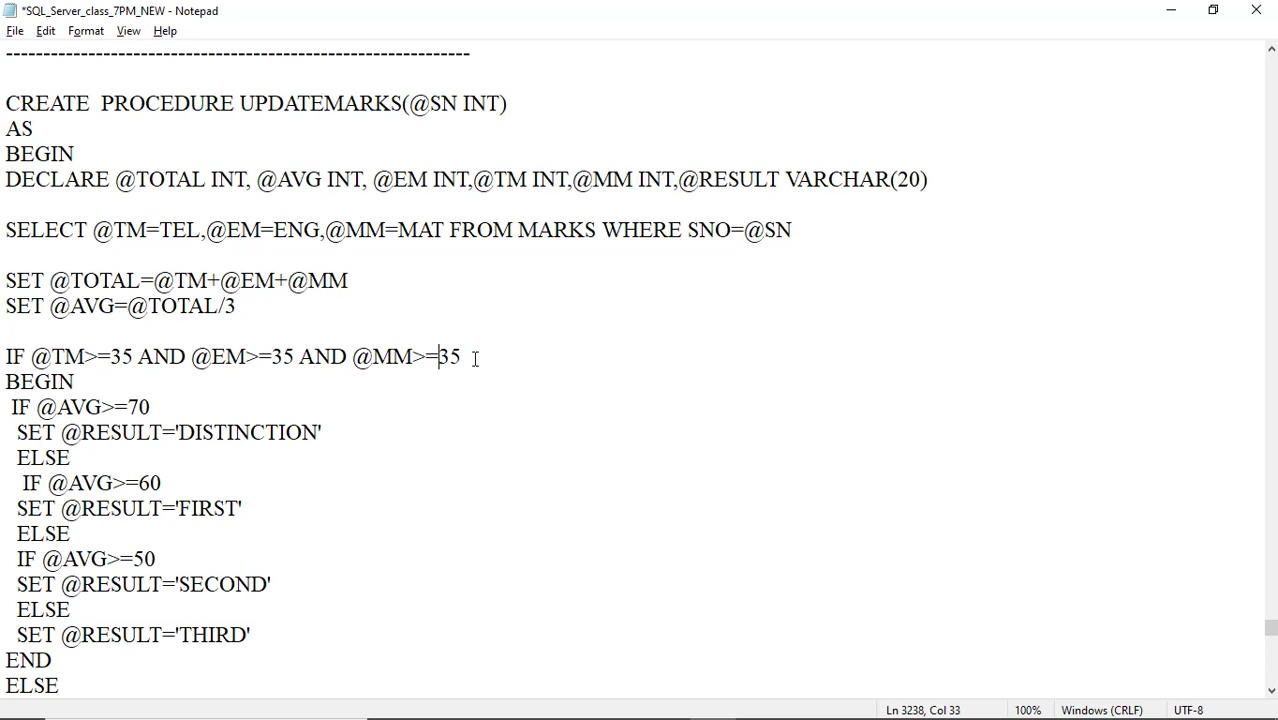 *SQL_Server_class_7PM_NEW - Notepad
File Edit Format View Help
--------------------------------------------------------------
CREATE  PROCEDURE UPDATEMARKS(@SN INT)
AS
BEGIN
DECLARE @TOTAL INT, @AVG INT, @EM INT,@TM INT,@MM INT,@RESULT VARCHAR(20)
SELECT @TM=TEL,@EM=ENG,@MM=MAT FROM MARKS WHERE SNO=@SN
SET @TOTAL=@TM+@EM+@MM
SET @AVG=@TOTAL/3
IF @TM>=35 AND @EM>=35 AND @MM>=35
BEGIN
IF @AVG>=70
SET @RESULT='DISTINCTION'
ELSE
IF @AVG>=60
SET @RESULT='FIRST'
ELSE
IF @AVG>=50
SET @RESULT='SECOND'
ELSE
SET @RESULT='THIRD'
END
ELSE
Ln 3238, Col 33 100% Windows (CRLF) UTF-8